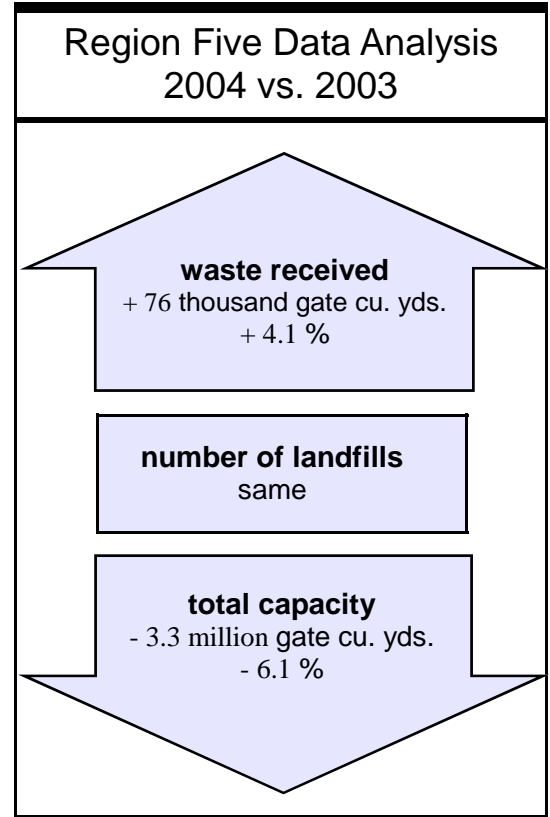 Region Five Data Analysis
2004 vs. 2003
waste received
+ 76 thousand gate cu. yds.
+ 4.1 %
number of landfills
same
total capacity
- 3.3 million gate cu. yds.
- 6.1 %